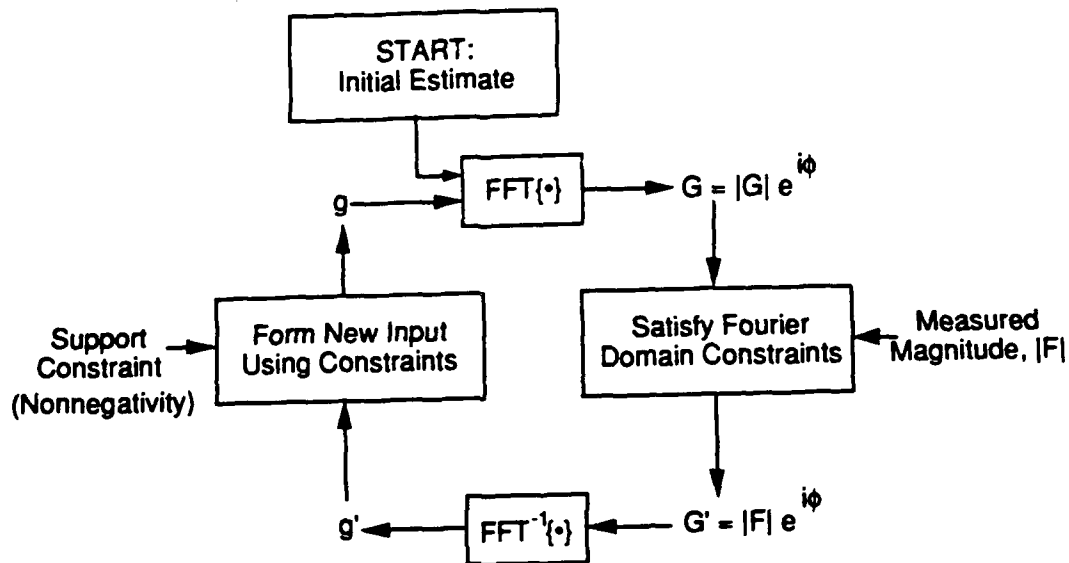 START:
Initial Estimate
FFT{•}
G = |G| e^{iϕ}
g
Support
Constraint
(Nonnegativity)
Form New Input
Using Constraints
Satisfy Fourier
Domain Constraints
Measured
Magnitude, |F|
g'
FFT^{-1}{•}
G' = |F| e^{iϕ}